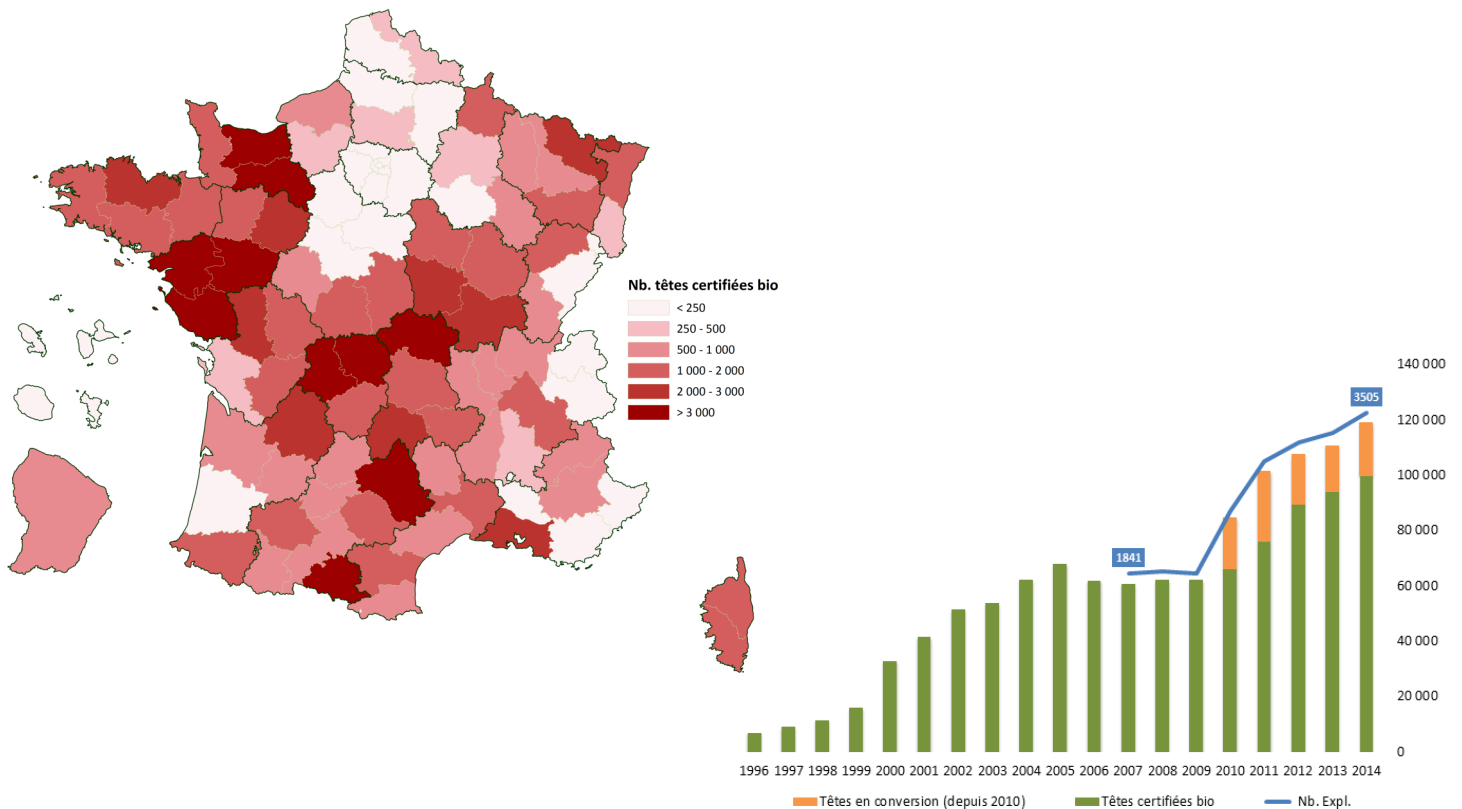 Nb. têtes certifiées bio
< 250
250 - 500
500 - 1 000
1 000 - 2 000
2 000 - 3 000
> 3 000
140 000
120 000
100 000
80 000
60 000
40 000
20 000
0
3505
1841
1996 1997 1998 1999 2000 2001 2002 2003 2004 2005 2006 2007 2008 2009 2010 2011 2012 2013 2014
Têtes en conversion (depuis 2010) Têtes certifiées bio Nb. Expl.